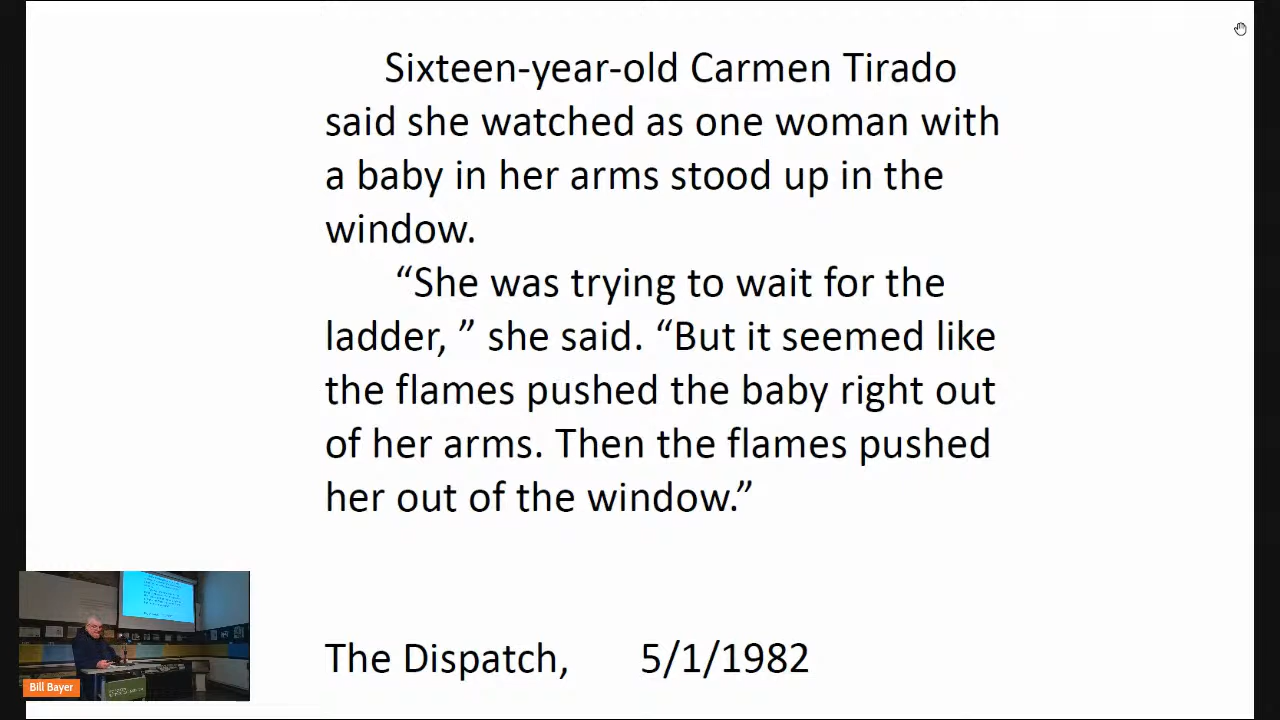 Sixteen-year-old Carmen Tirado
said she watched as one woman with
a baby in her arms stood up in the
window.
“She was trying to wait for the
ladder, ” she said. “But it seemed like
the flames pushed the baby right out
of her arms. Then the flames pushed
her out of the window.”
The Dispatch, 5/1/1982
Bill Bayer